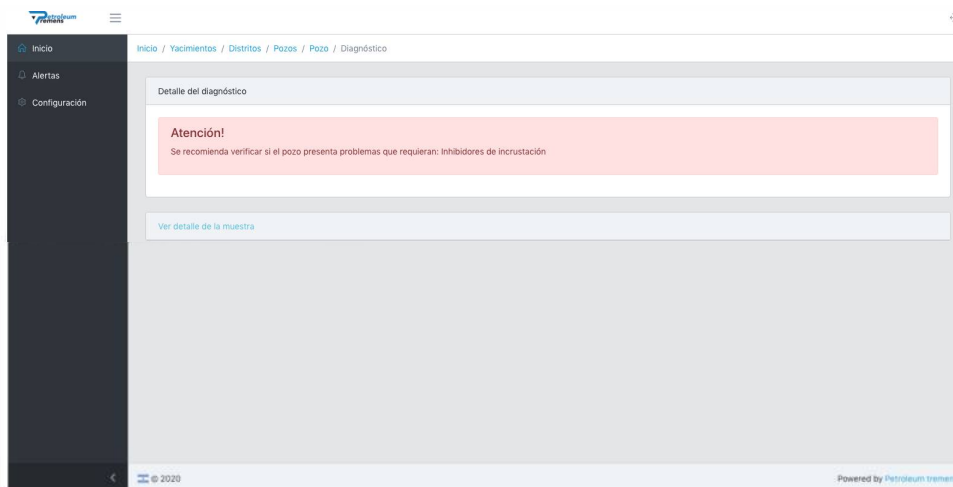 Petroleum
Tremens
Inicio
Alertas
Configuración
Inicio / Yacimientos / Distritos / Pozos / Pozo / Diagnóstico
Detalle del diagnóstico
Atención!
Se recomienda verificar si el pozo presenta problemas que requieran: Inhibidores de incrustación
Ver detalle de la muestra
© 2020
Powered by Petroleum tremen